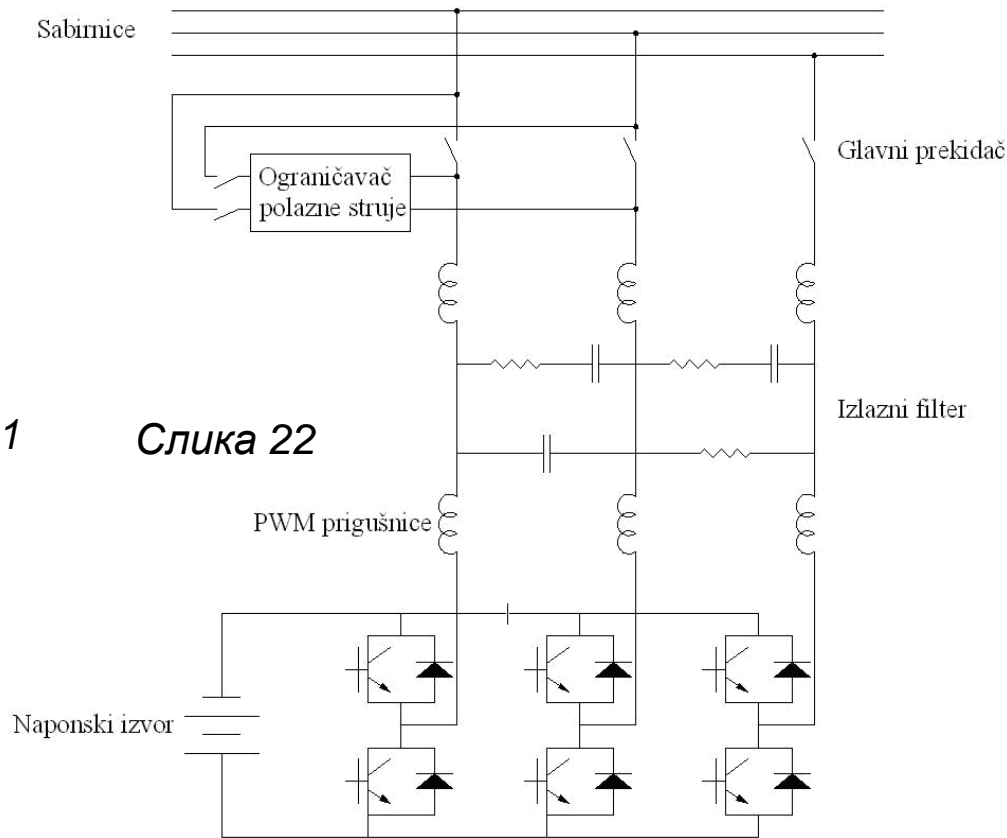 Sabirnice
Glavni prekidač
Ograničavač
polazne struje
Izlazni filter
1
Слика 22
PWM prigušnice
Naponski izvor